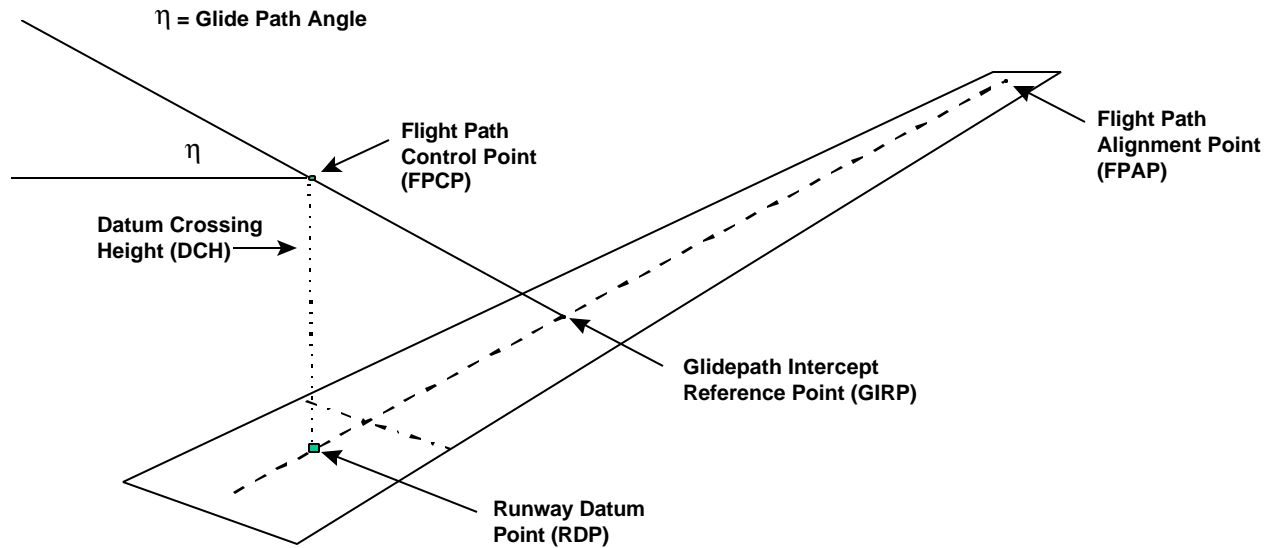 η = Glide Path Angle
η
Flight Path
Control Point
(FPCP)
Flight Path
Alignment Point
(FPAP)
Datum Crossing
Height (DCH)
Glidepath Intercept
Reference Point (GIRP)
Runway Datum
Point (RDP)